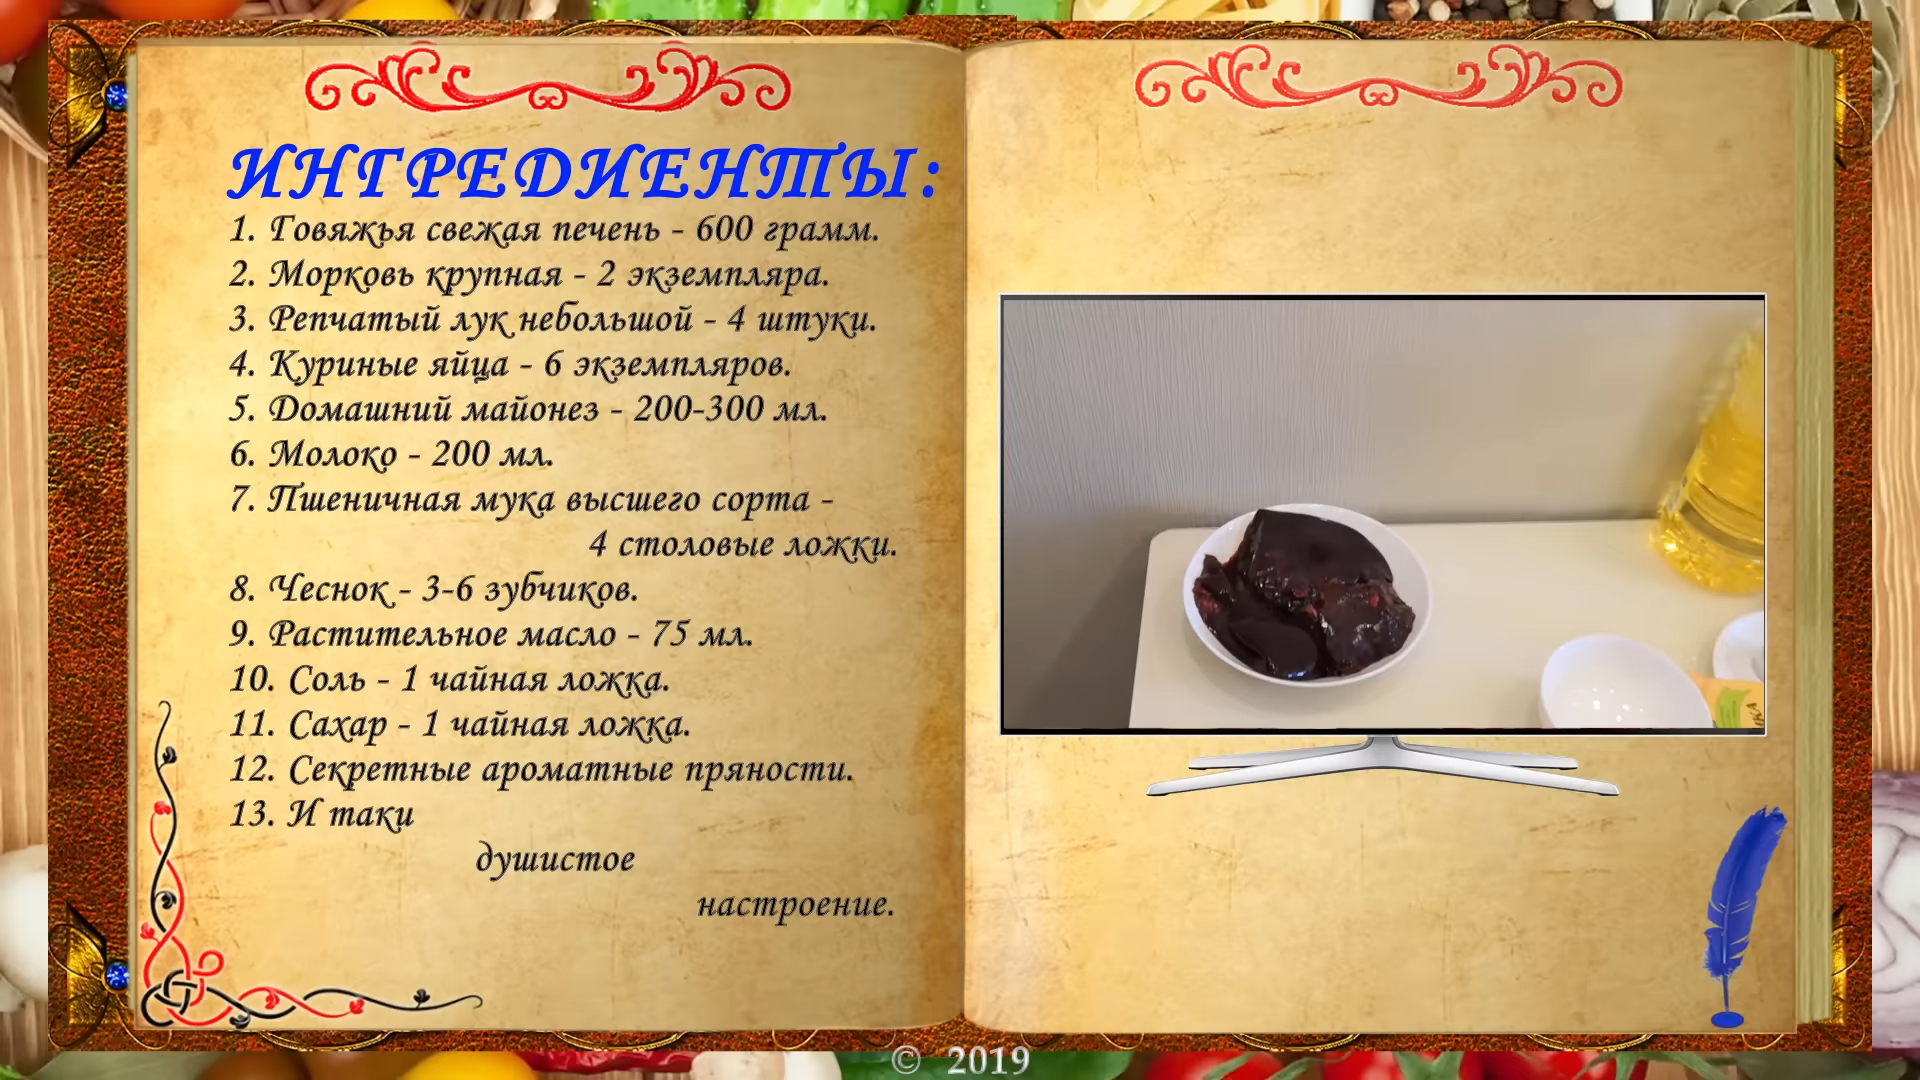 ИНГРЕДИЕНТЫ:
1. Говяжья свежая печень - 600 грамм.
2. Морковь крупная - 2 экземпляра.
3. Репчатый лук небольшой - 4 штуки.
4. Куриные яйца - 6 экземпляров.
5. Домашний майонез - 200-300 мл.
6. Молоко - 200 мл.
7. Пшеничная мука высшего сорта -
4 столовые ложки.
8. Чеснок - 3-6 зубчиков.
9. Растительное масло - 75 мл.
10. Соль - 1 чайная ложка.
11. Сахар - 1 чайная ложка.
12. Секретные ароматные пряности.
13. И таки
душистое
настроение.
© 2019